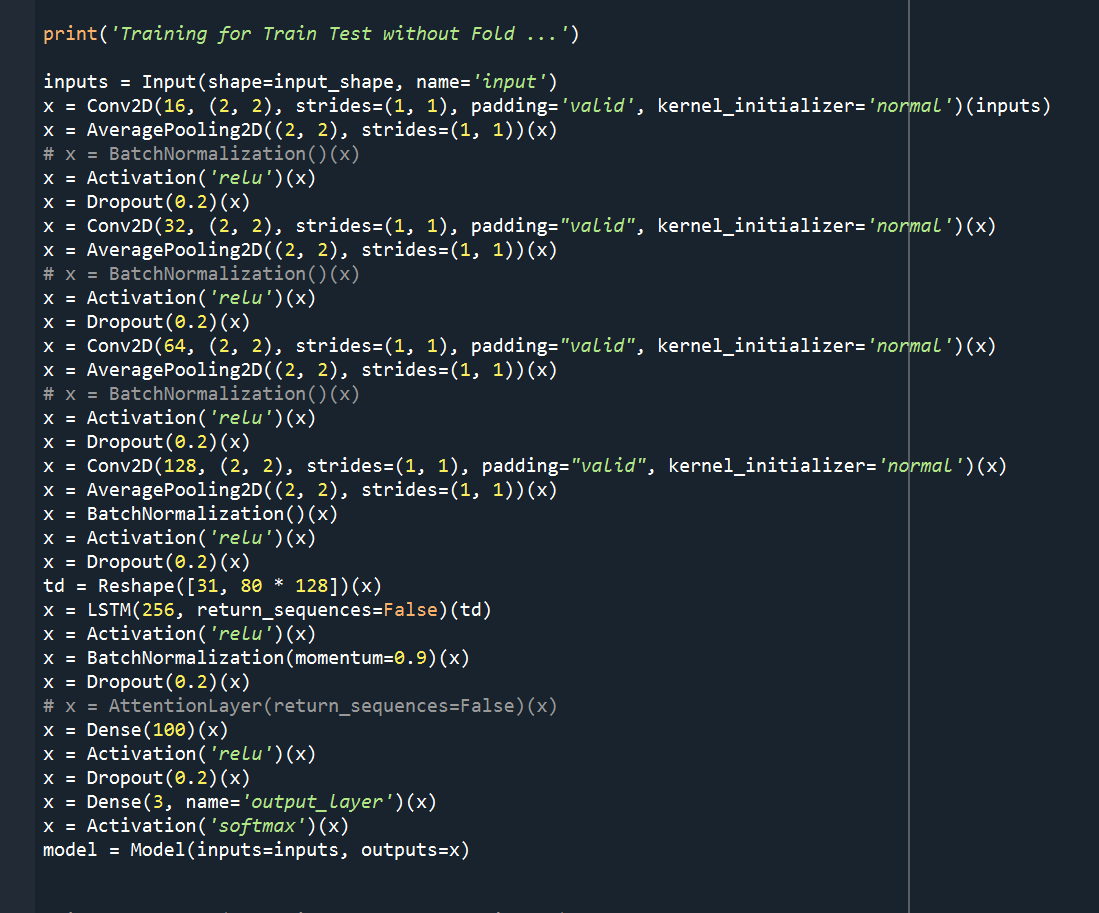 print('Training for Train Test without Fold ...')
inputs = Input(shape=input_shape, name='input')
x = Conv2D(16, (2, 2), strides=(1, 1), padding='valid', kernel_initializer='normal')(inputs)
x = AveragePooling2D((2, 2), strides=(1, 1))(x)
# x = BatchNormalization()(x)
x = Activation('relu')(x)
x = Dropout(0.2)(x)
x = Conv2D(32, (2, 2), strides=(1, 1), padding="valid", kernel_initializer='normal')(x)
x = AveragePooling2D((2, 2), strides=(1, 1))(x)
# x = BatchNormalization()(x)
x = Activation('relu')(x)
x = Dropout(0.2)(x)
x = Conv2D(64, (2, 2), strides=(1, 1), padding="valid", kernel_initializer='normal')(x)
x = AveragePooling2D((2, 2), strides=(1, 1))(x)
# x = BatchNormalization()(x)
x = Activation('relu')(x)
x = Dropout(0.2)(x)
x = Conv2D(128, (2, 2), strides=(1, 1), padding="valid", kernel_initializer='normal')(x)
x = AveragePooling2D((2, 2), strides=(1, 1))(x)
x = BatchNormalization()(x)
x = Activation('relu')(x)
x = Dropout(0.2)(x)
td = Reshape([31, 80 * 128])(x)
x = LSTM(256, return_sequences=False)(td)
x = Activation('relu')(x)
x = BatchNormalization(momentum=0.9)(x)
x = Dropout(0.2)(x)
# x = AttentionLayer(return_sequences=False)(x)
x = Dense(100)(x)
x = Activation('relu')(x)
x = Dropout(0.2)(x)
x = Dense(3, name='output_layer')(x)
x = Activation('softmax')(x)
model = Model(inputs=inputs, outputs=x)